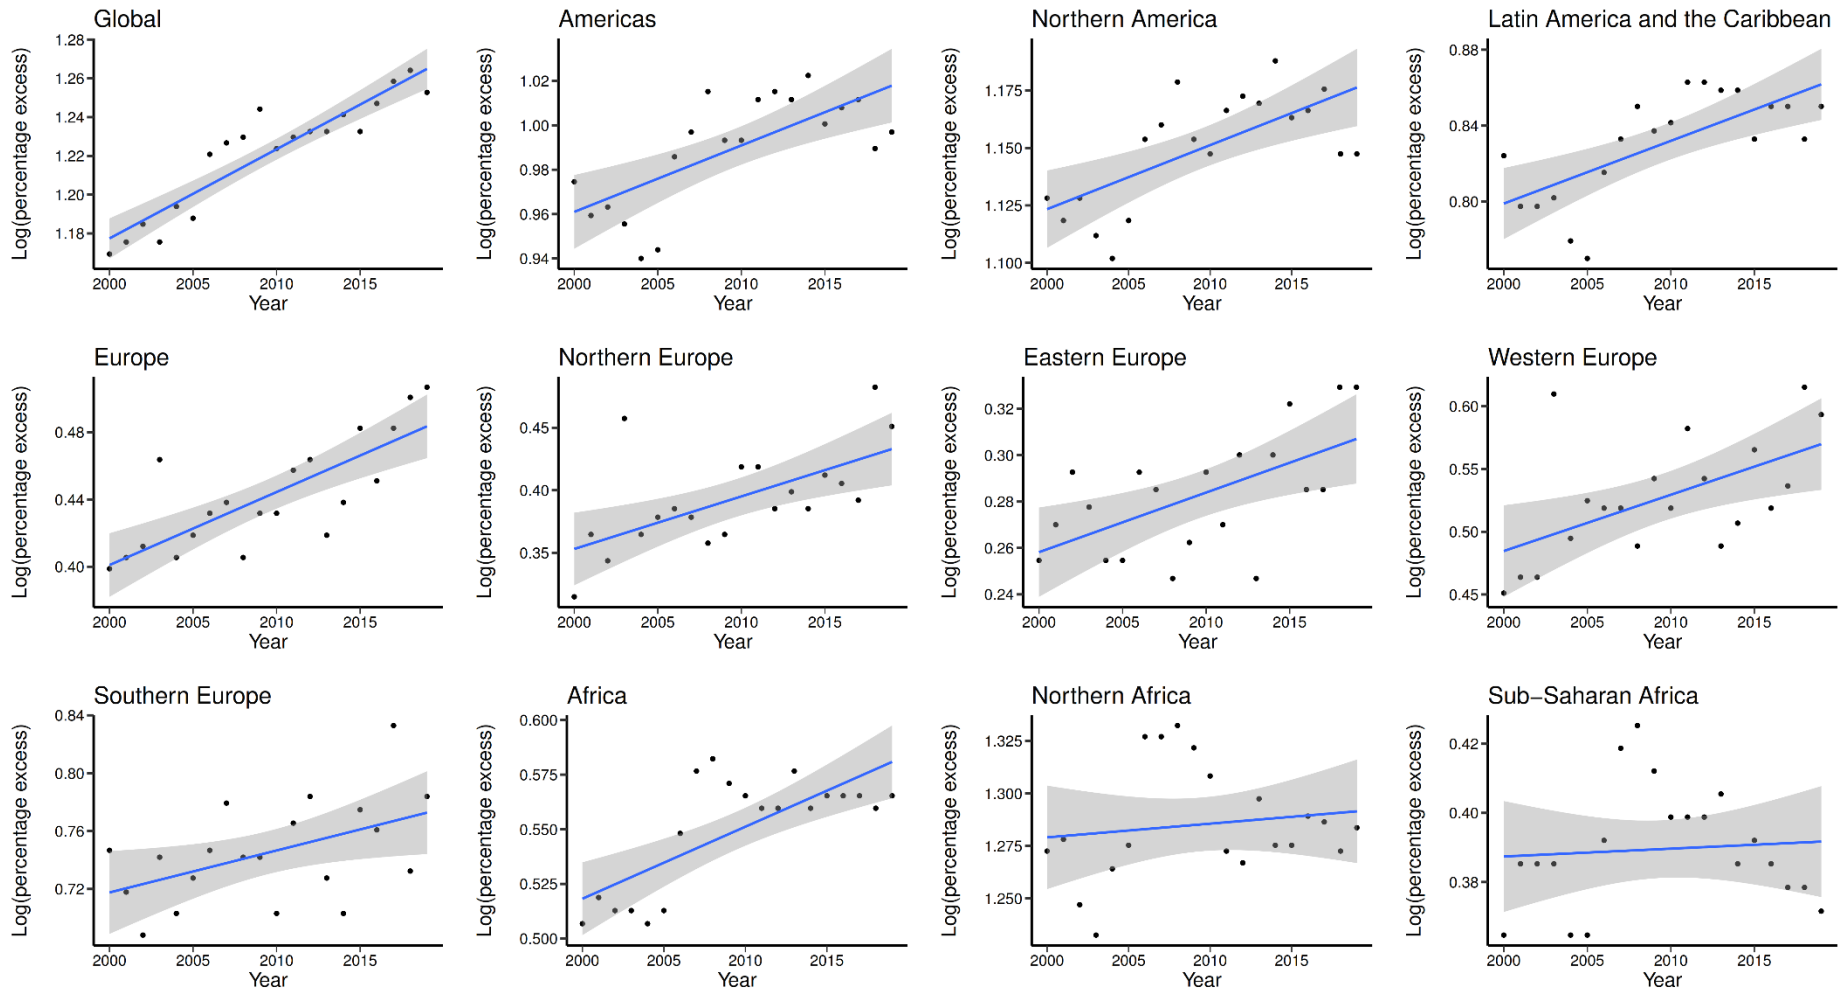 Global
Americas
Northern America
Latin America and the Caribbean
Log(percentage excess)
1.28
1.26
1.24
1.22
1.20
1.18
2000 2005 2010 2015
Year
Log(percentage excess)
1.02
1.00
0.98
0.96
0.94
2000 2005 2010 2015
Year
Log(percentage excess)
1.175
1.150
1.125
1.100
2000 2005 2010 2015
Year
Log(percentage excess)
0.88
0.84
0.80
2000 2005 2010 2015
Year
Europe
Northern Europe
Eastern Europe
Western Europe
Log(percentage excess)
0.48
0.44
0.40
2000 2005 2010 2015
Year
Log(percentage excess)
0.45
0.40
0.35
2000 2005 2010 2015
Year
Log(percentage excess)
0.32
0.30
0.28
0.26
0.24
2000 2005 2010 2015
Year
Log(percentage excess)
0.60
0.55
0.50
0.45
2000 2005 2010 2015
Year
Southern Europe
Africa
Northern Africa
Sub−Saharan Africa
Log(percentage excess)
0.84
0.80
0.76
0.72
2000 2005 2010 2015
Year
Log(percentage excess)
0.600
0.575
0.550
0.525
0.500
2000 2005 2010 2015
Year
Log(percentage excess)
1.325
1.300
1.275
1.250
2000 2005 2010 2015
Year
Log(percentage excess)
0.42
0.40
0.38
2000 2005 2010 2015
Year